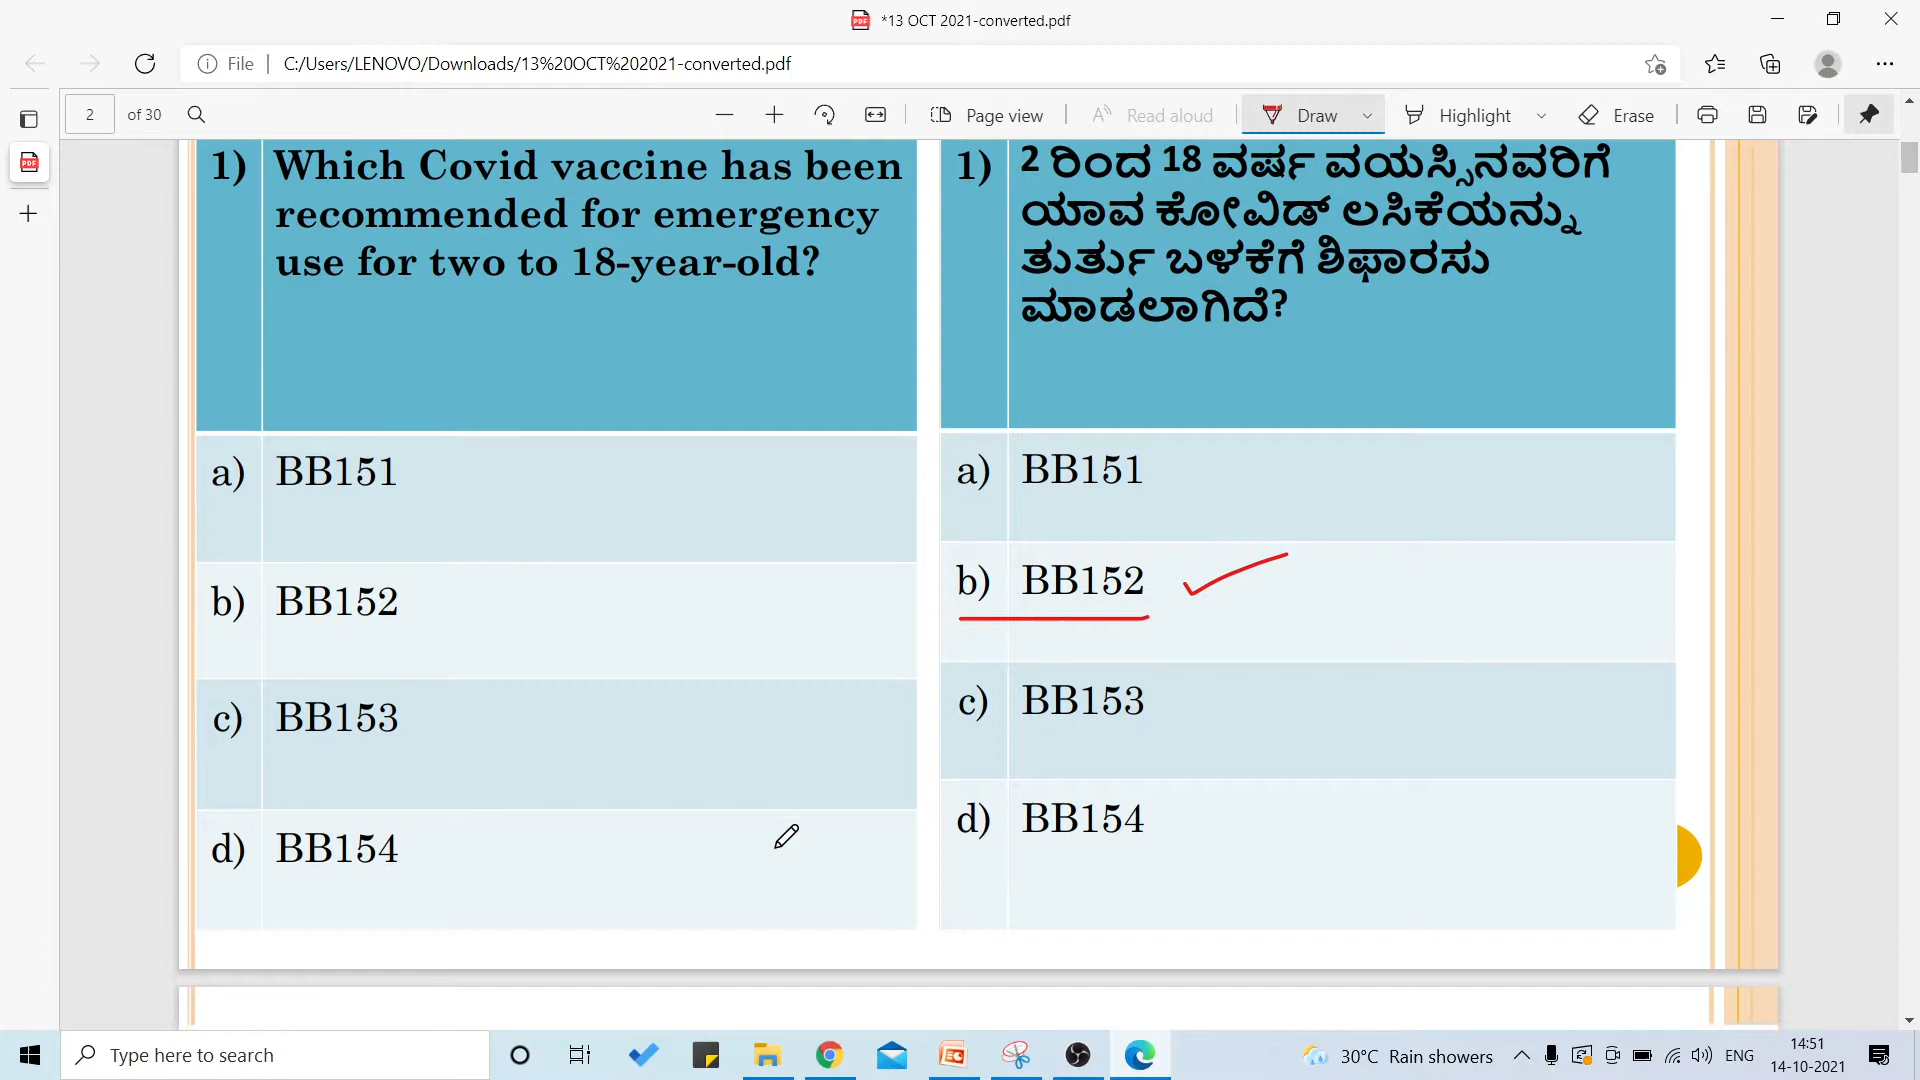 *13 OCT 2021-converted.pdf
File
C:/Users/LENOVO/Downloads/13%20OCT%202021-converted.pdf
2 of 30
Page view
Read aloud
Draw
Highlight
Erase
1) Which Covid vaccine has been
recommended for emergency
use for two to 18-year-old?
a) BB151
b) BB152
c) BB153
d) BB154
1) 2 ರಿಂದ 18 ವರ್ಷ ವಯಸ್ಸಿನವರಿಗೆ
ಯಾವ ಕೋವಿಡ್ ಲಸಿಕೆಯನ್ನು
ತುರ್ತು ಬಳಕೆಗೆ ಶಿಫಾರಸು
ಮಾಡಲಾಗಿದೆ?
a) BB151
b) BB152
c) BB153
d) BB154
Type here to search
30°C Rain showers
ENG
14:51
14-10-2021